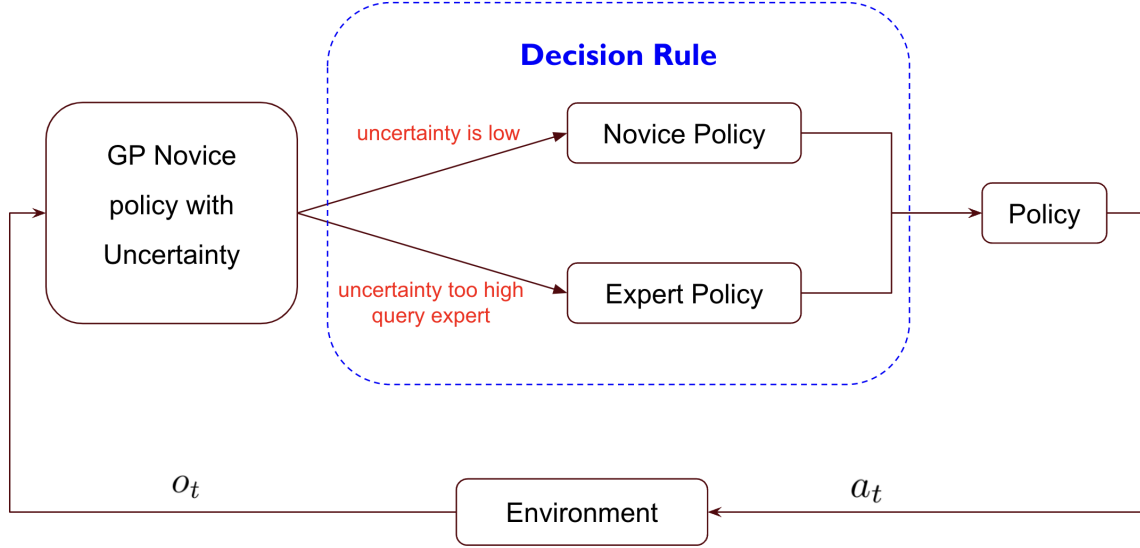 Decision Rule
GP Novice
policy with
Uncertainty
uncertainty is low
Novice Policy
uncertainty too high
query expert
Expert Policy
Policy
o_t
Environment
a_t